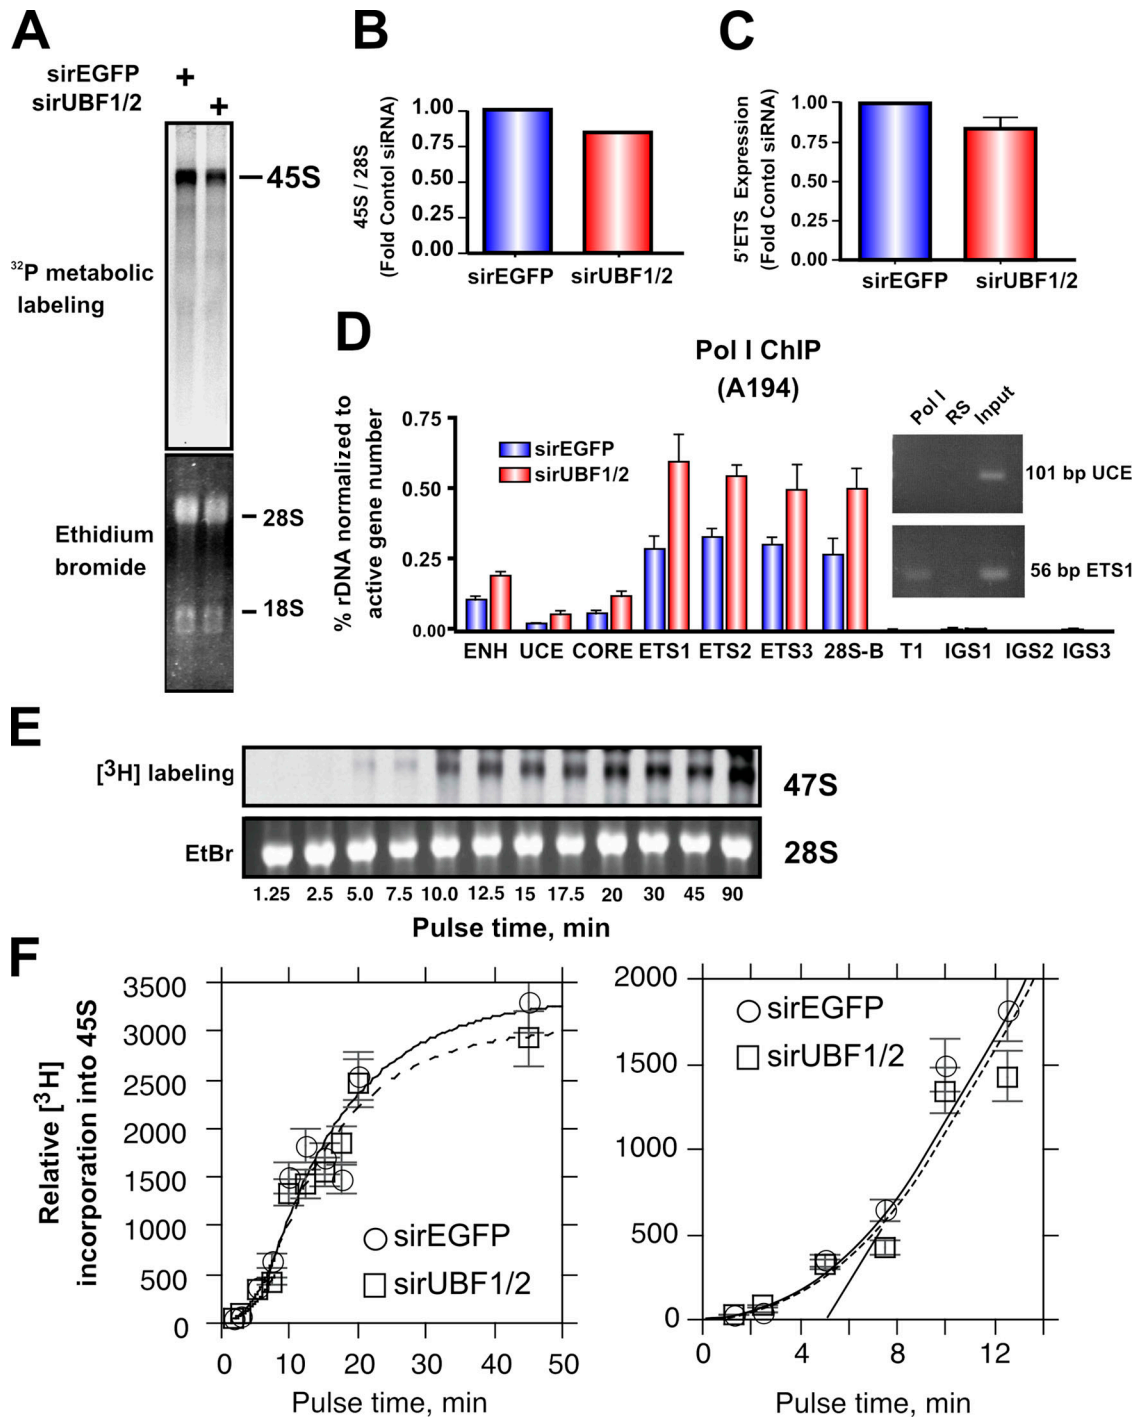 A
sirEGFP +
sirUBF1/2 +
45S
32P metabolic
labeling
28S
Ethidium
bromide
18S
B
45S / 28S
(Fold Contol siRNA)
1.00
0.75
0.50
0.25
0.00
sirEGFP sirUBF1/2
C
5'ETS Expression
(Fold Contol siRNA)
1.00
0.75
0.50
0.25
0.00
sirEGFP sirUBF1/2
D
Pol I ChIP
(A194)
% rDNA normalized to
active gene number
0.75
0.50
0.25
0.00
sirEGFP
sirUBF1/2
Pol I RS Input
101 bp UCE
56 bp ETS1
ENH UCE CORE ETS1 ETS2 ETS3 28S-B T1 IGS1 IGS2 IGS3
E
[3H] labeling
47S
EtBr
28S
1.25 2.5 5.0 7.5 10.0 12.5 15 17.5 20 30 45 90
Pulse time, min
F
Relative [3H]
incorporation into 45S
3500
3000
2500
2000
1500
1000
500
0
sirEGFP
sirUBF1/2
0 10 20 30 40 50
Pulse time, min
2000
1500
1000
500
0
sirEGFP
sirUBF1/2
0 4 8 12
Pulse time, min